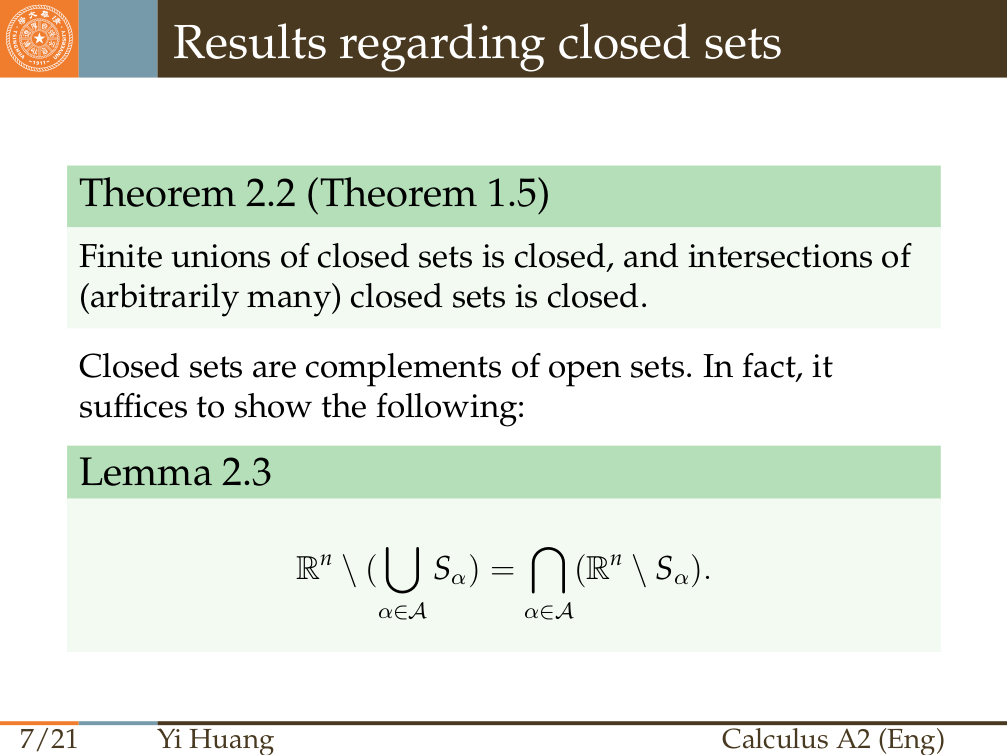 Results regarding closed sets
Theorem 2.2 (Theorem 1.5)
Finite unions of closed sets is closed, and intersections of
(arbitrarily many) closed sets is closed.
Closed sets are complements of open sets. In fact, it
suffices to show the following:
Lemma 2.3
ℝⁿ \ (⋃_{α∈𝒜} S_α) = ⋂_{α∈𝒜} (ℝⁿ \ S_α).
7/21 Yi Huang Calculus A2 (Eng)